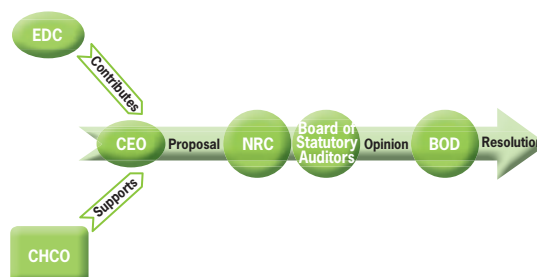 EDC
Contributes
CEO
Proposal
NRC
Board of
Statutory
Auditors
Opinion
BOD
Resolution
Supports
CHCO